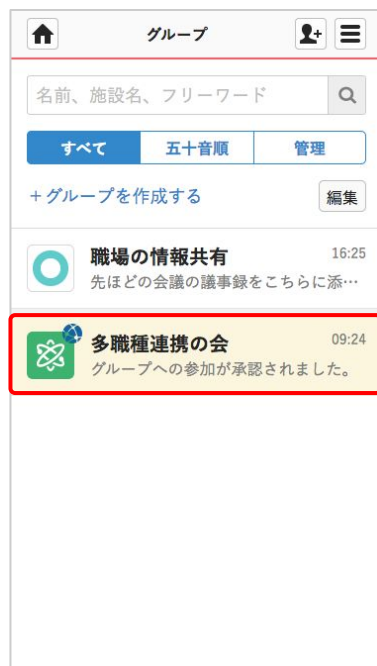 グループ
名前、施設名、フリーワード
すべて
五十音順
管理
+グループを作成する
編集
職場の情報共有
16:25
先ほどの会議の議事録をこちらに添…
多職種連携の会
09:24
グループへの参加が承認されました。